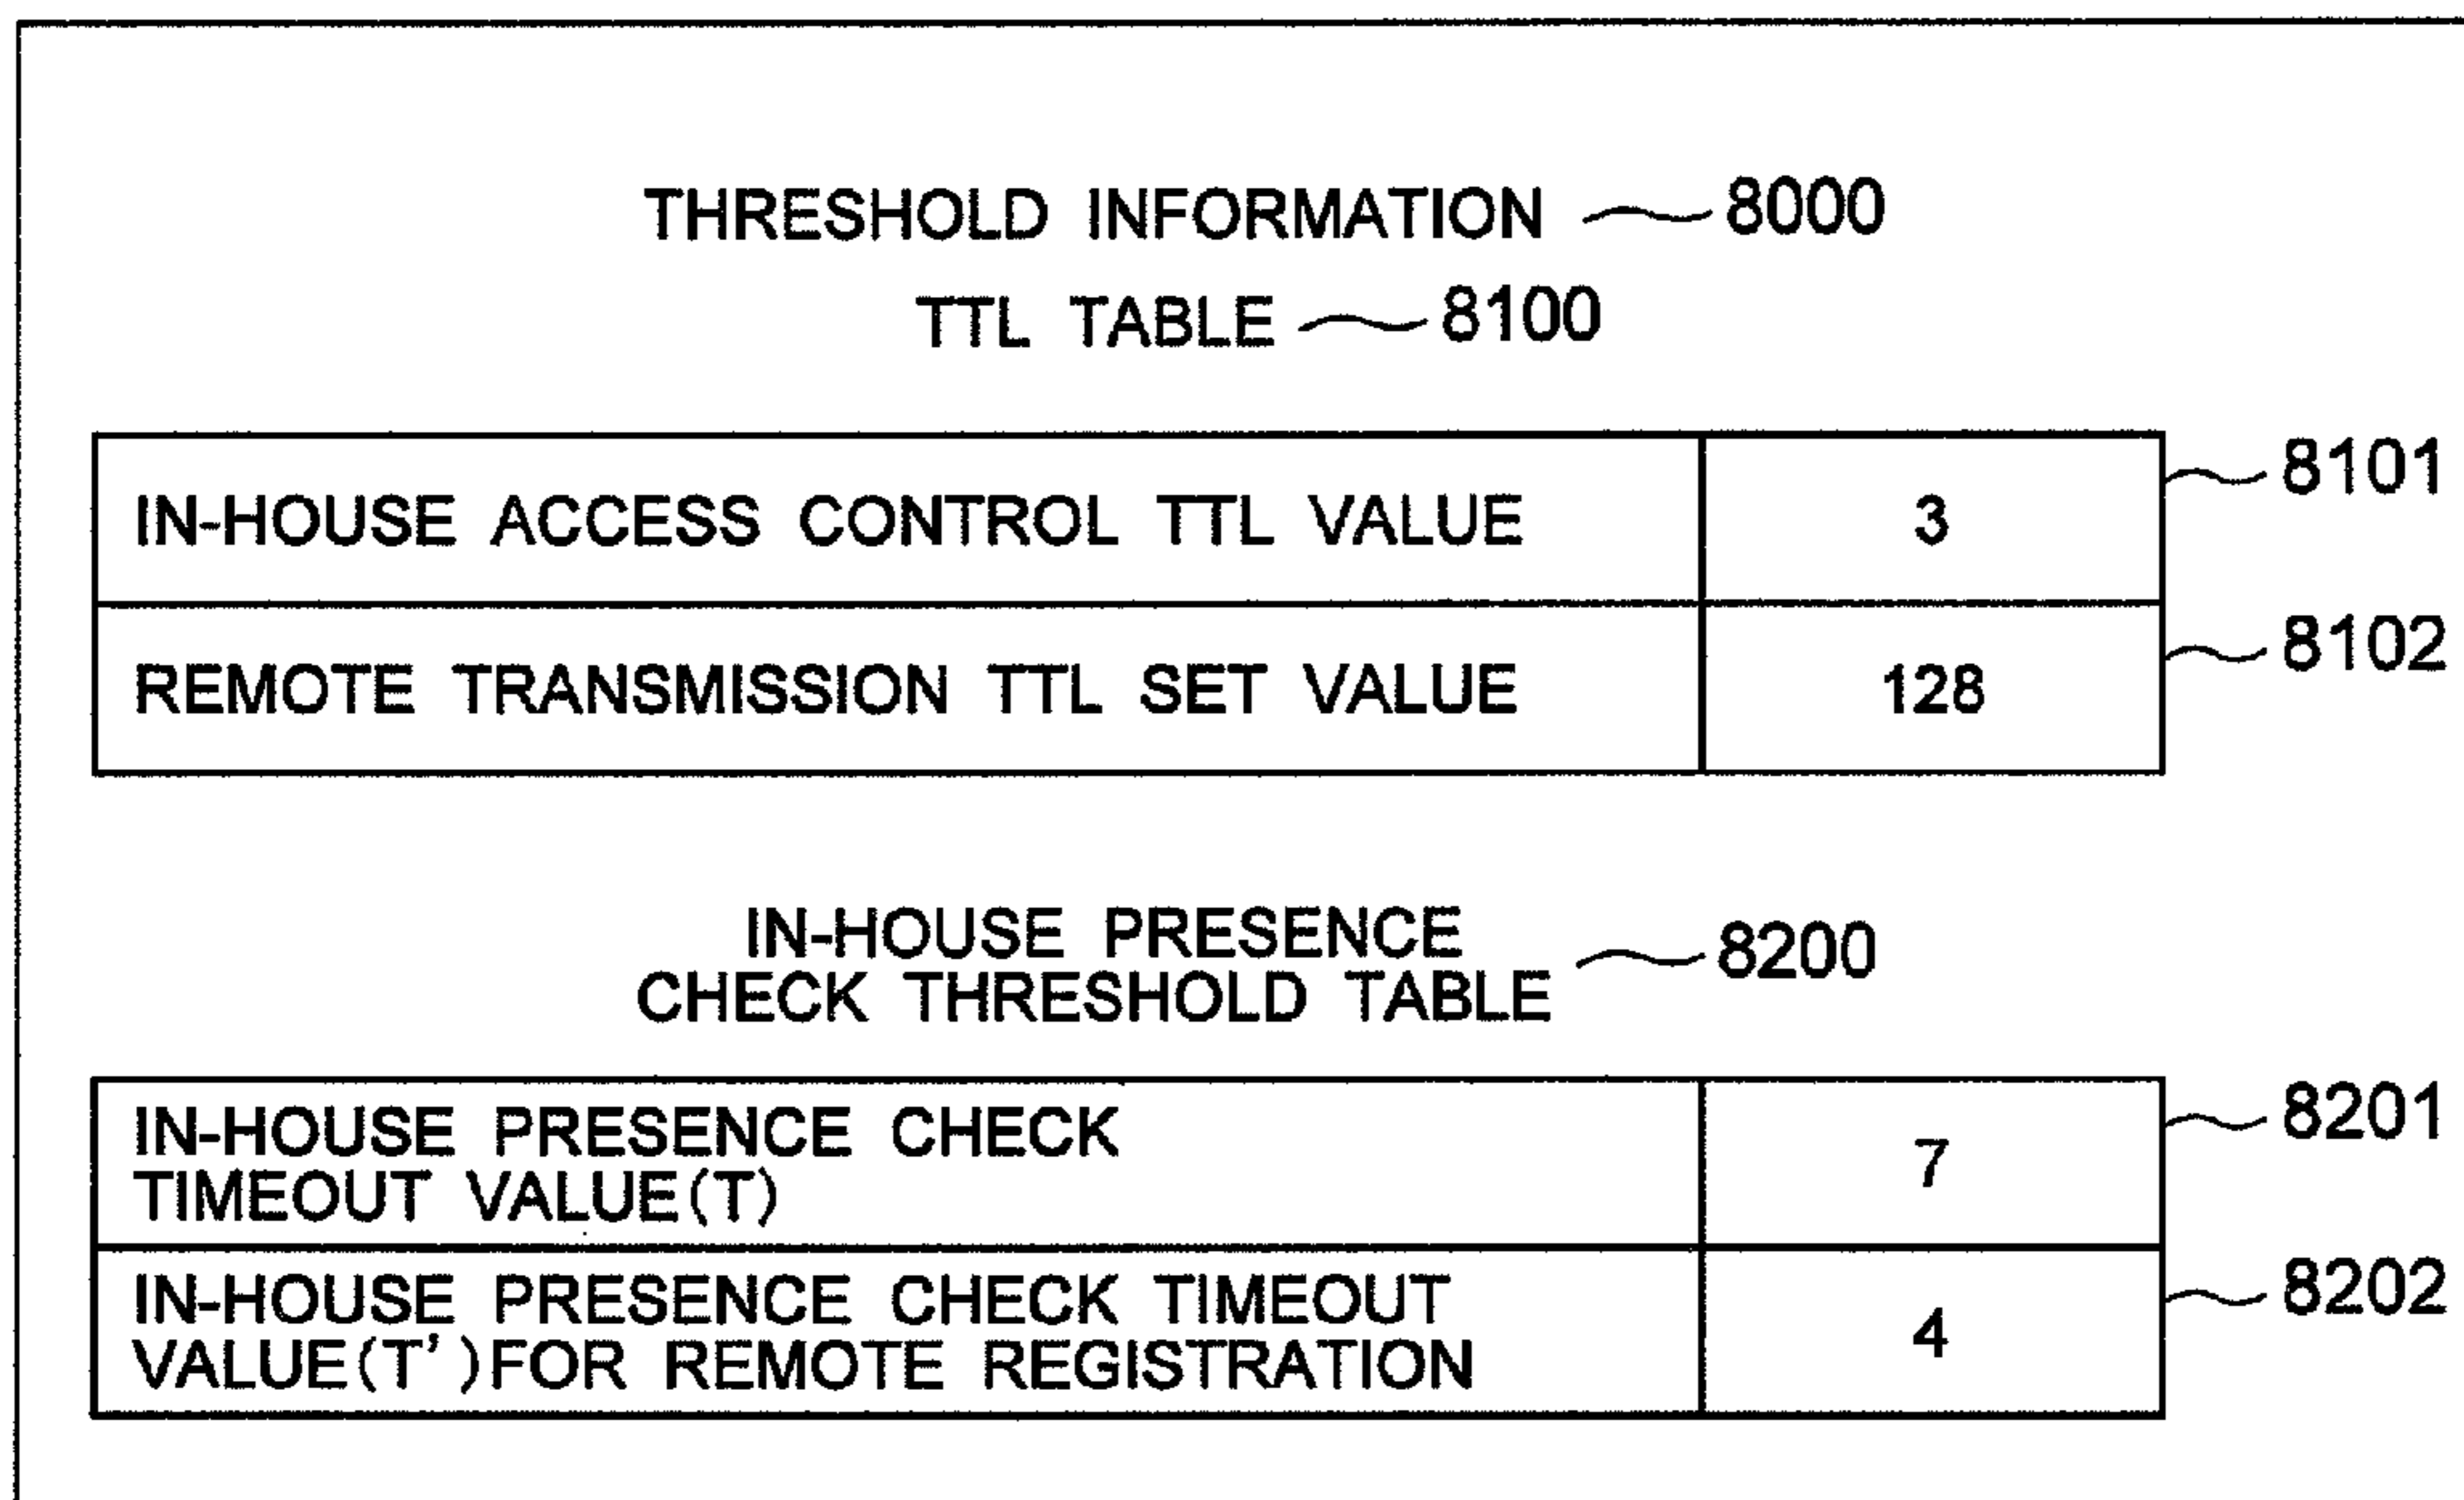 THRESHOLD INFORMATION 8000
TTL TABLE 8100
IN-HOUSE ACCESS CONTROL TTL VALUE 3 8101
REMOTE TRANSMISSION TTL SET VALUE 128 8102
IN-HOUSE PRESENCE
CHECK THRESHOLD TABLE 8200
IN-HOUSE PRESENCE CHECK
TIMEOUT VALUE(T) 7 8201
IN-HOUSE PRESENCE CHECK TIMEOUT
VALUE(T')FOR REMOTE REGISTRATION 4 8202